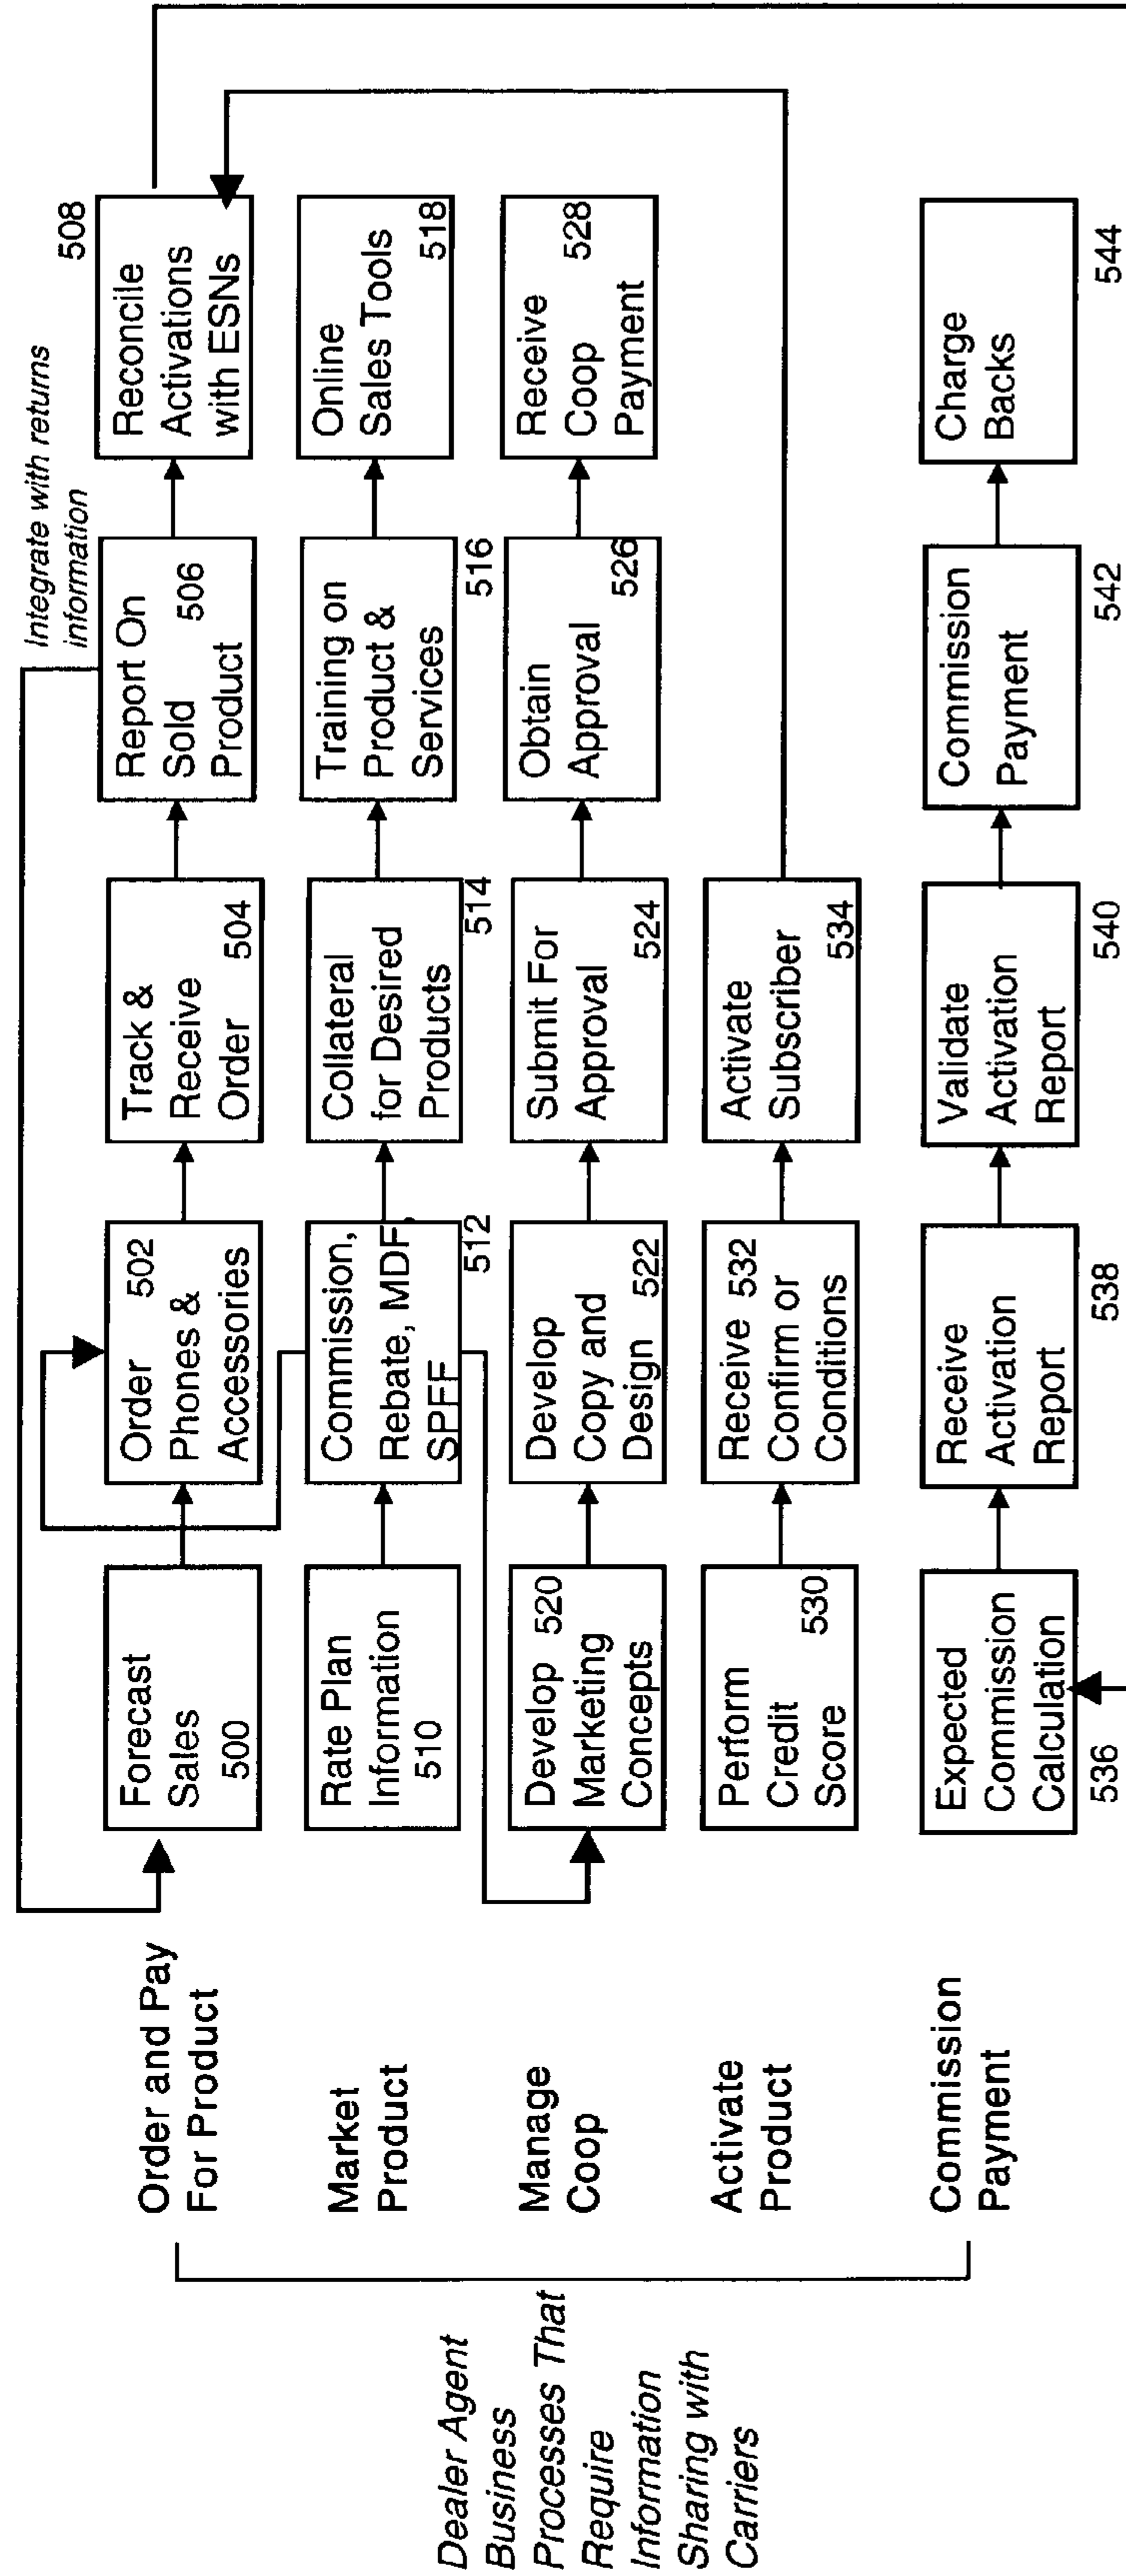 Dealer Agent
Business
Processes That
Require
Information
Sharing with
Carriers
Integrate with returns
information
Order and Pay
For Product
Forecast
Sales
500
Order 502
Phones &
Accessories
Track &
Receive
Order 504
Report On
Sold 506
Product
508
Reconcile
Activations
with ESNs
Market
Product
Rate Plan
Information
510
Commission,
Rebate, MDF,
SPFF
512
Collateral
for Desired
Products
514
Training on
Product &
Services
516
Online
Sales Tools
518
Manage
Coop
Develop 520
Marketing
Concepts
Develop
Copy and
Design 522
Submit For
Approval
524
Obtain
Approval
526
Receive
Coop 528
Payment
Activate
Product
Perform
Credit
Score 530
Receive 532
Confirm or
Conditions
Activate
Subscriber
534
Commission
Payment
Expected
Commission
Calculation
536
Receive
Activation
Report
538
Validate
Activation
Report
540
Commission
Payment
542
Charge
Backs
544